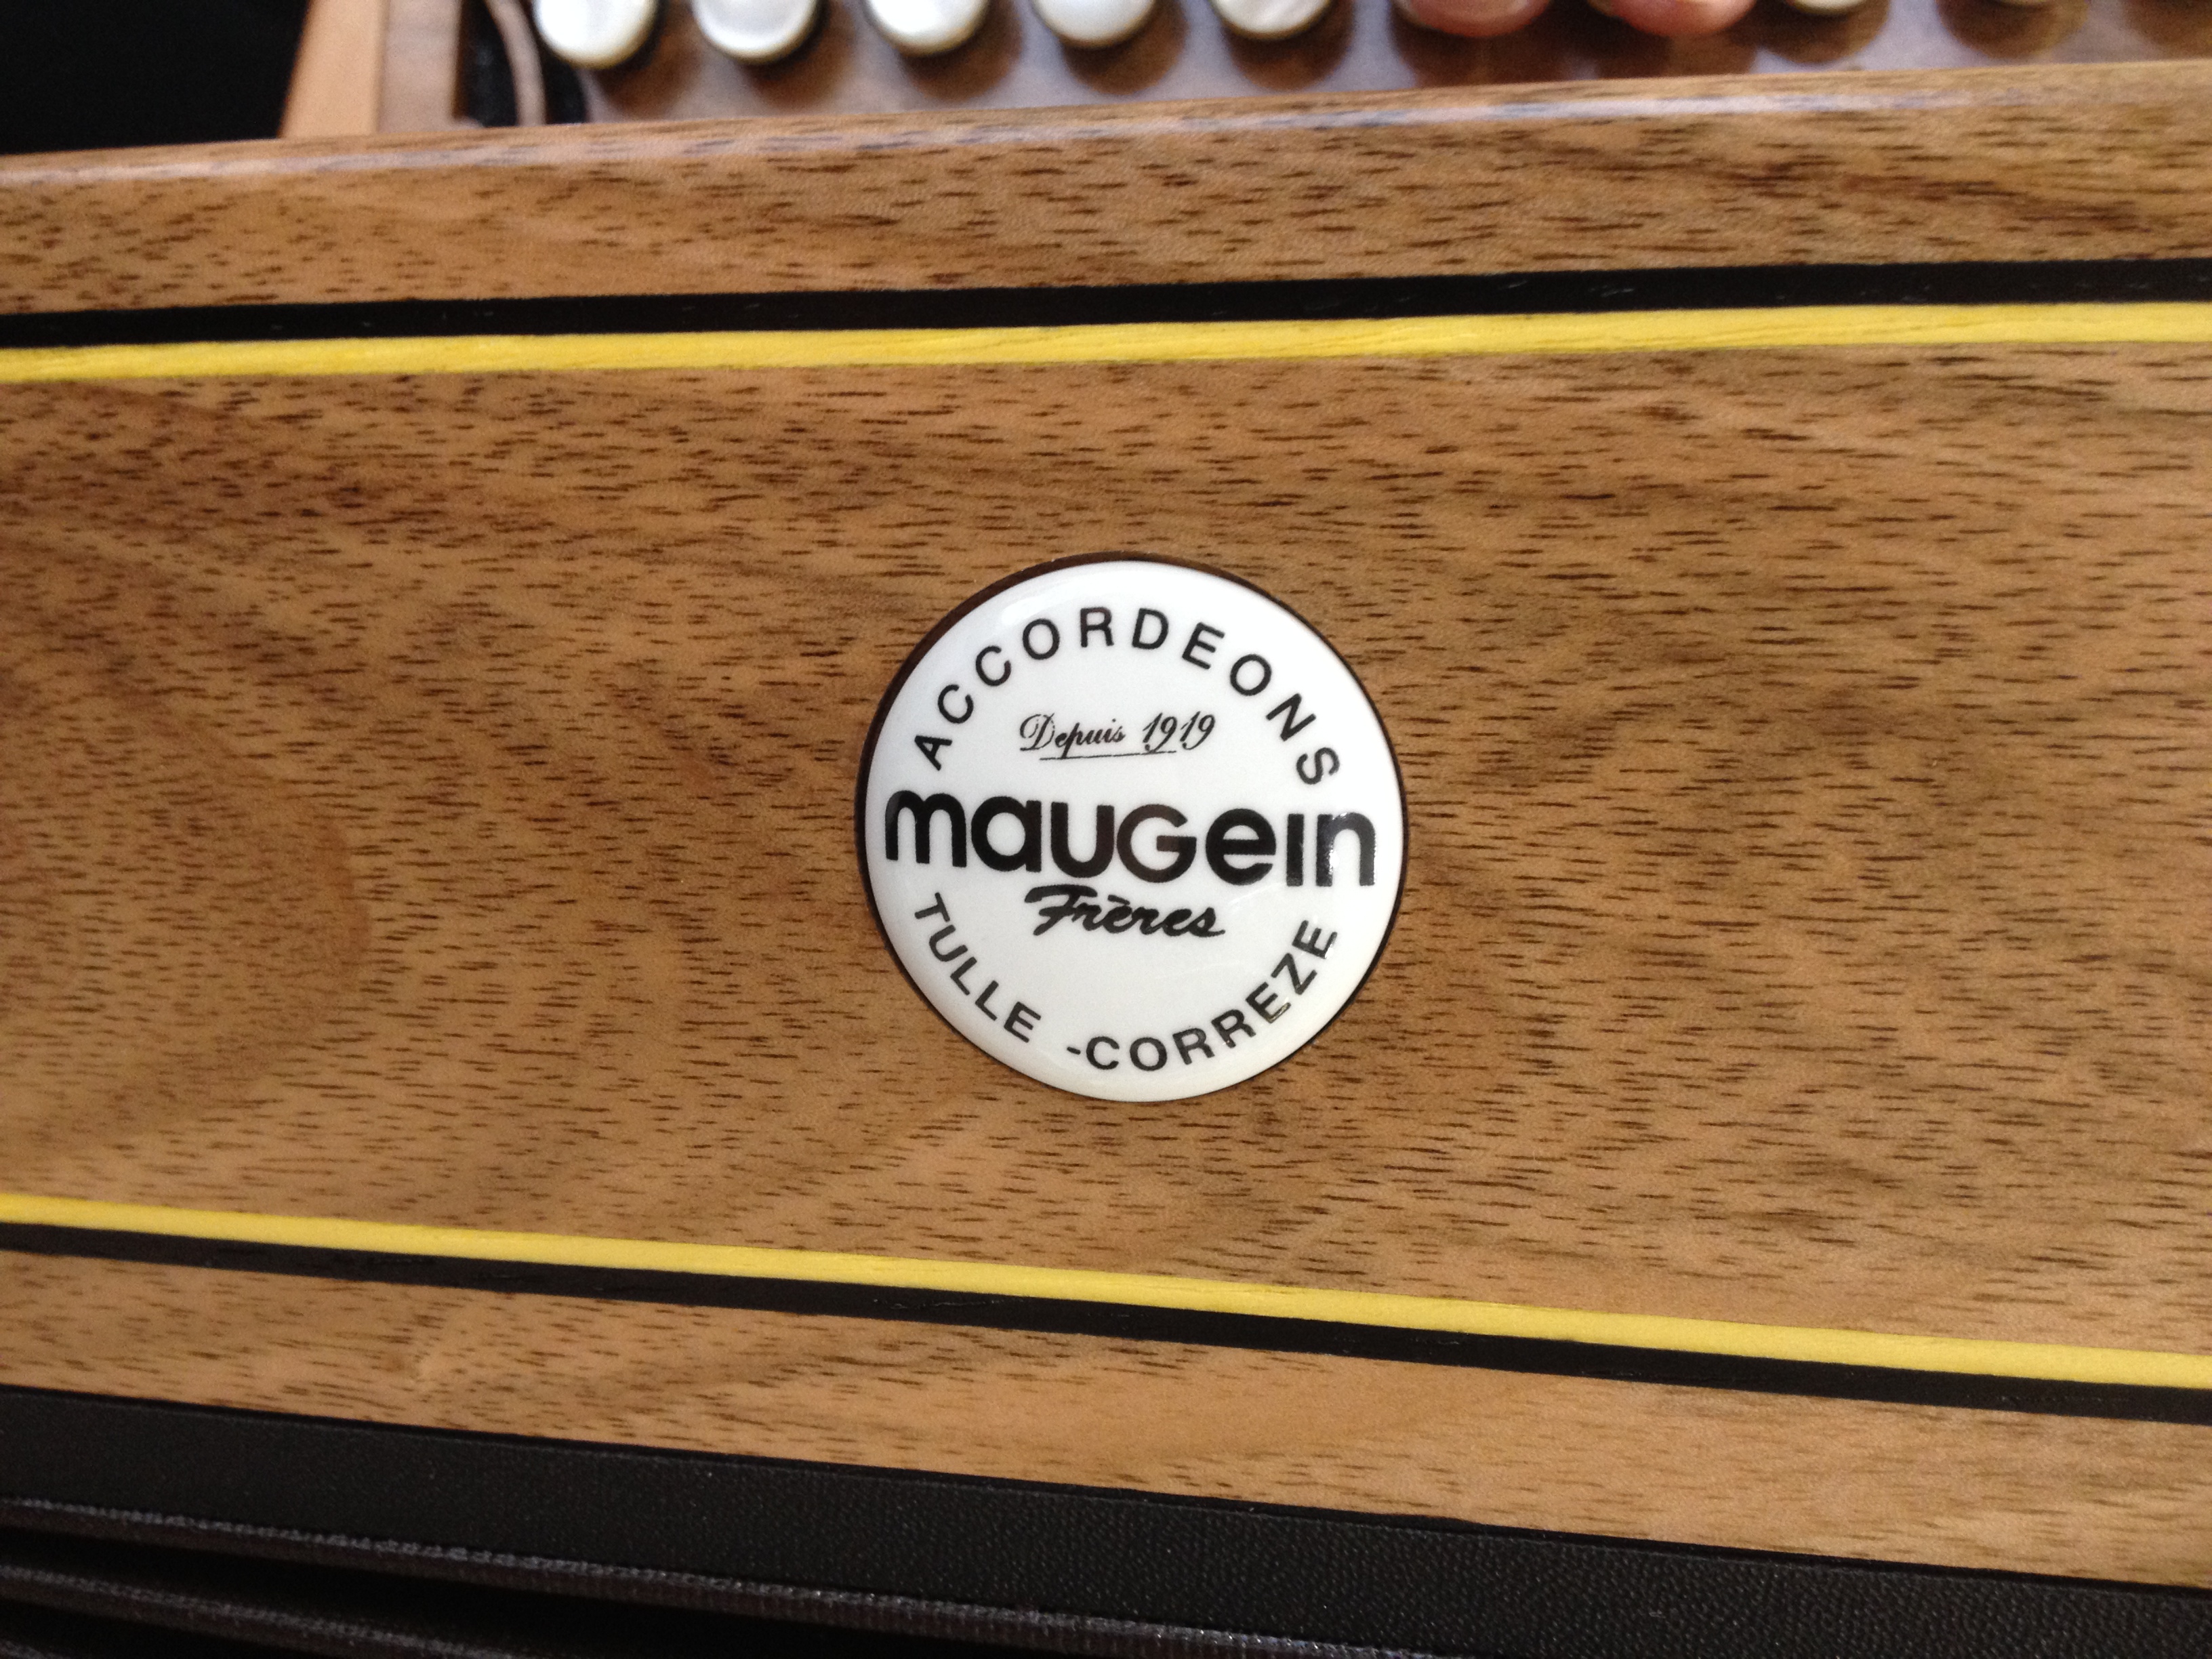 ACCORDEONS
Depuis 1919
mauGein
Frères
TULLE -CORREZE